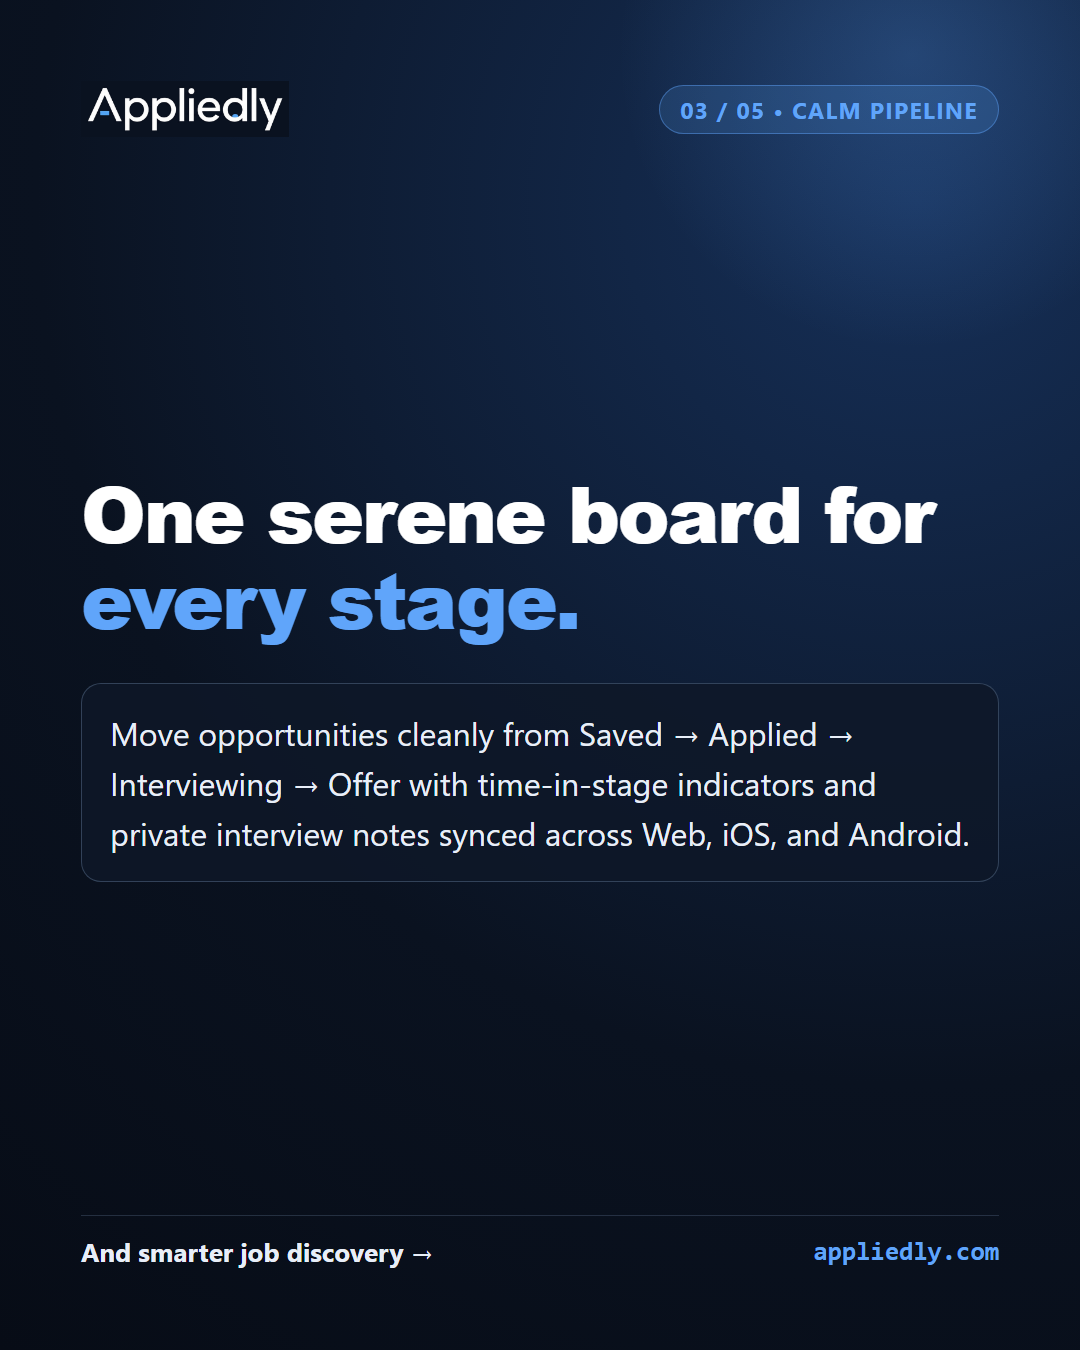 Appliedly
03 / 05 • CALM PIPELINE
One serene board for
every stage.
Move opportunities cleanly from Saved → Applied →
Interviewing → Offer with time-in-stage indicators and
private interview notes synced across Web, iOS, and Android.
And smarter job discovery →
appliedly.com